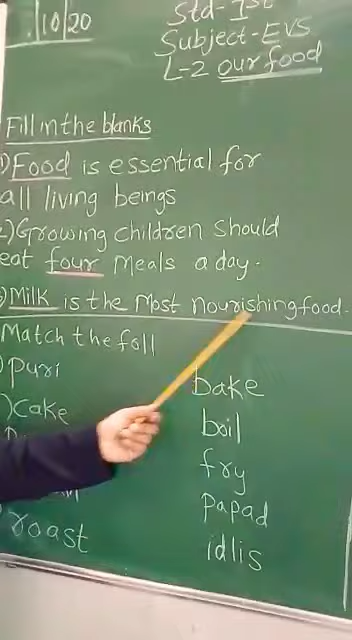 .|10|20
Std-Ist
Subject-EVS
L-2 our food
Fill in the blanks
1) Food is essential for
all living beings
2) Growing children should
eat four meals a day.
3) Milk is the most nourishing food.
Match the foll
) puri
bake
) cake
boil
fry
papad
roast
idlis